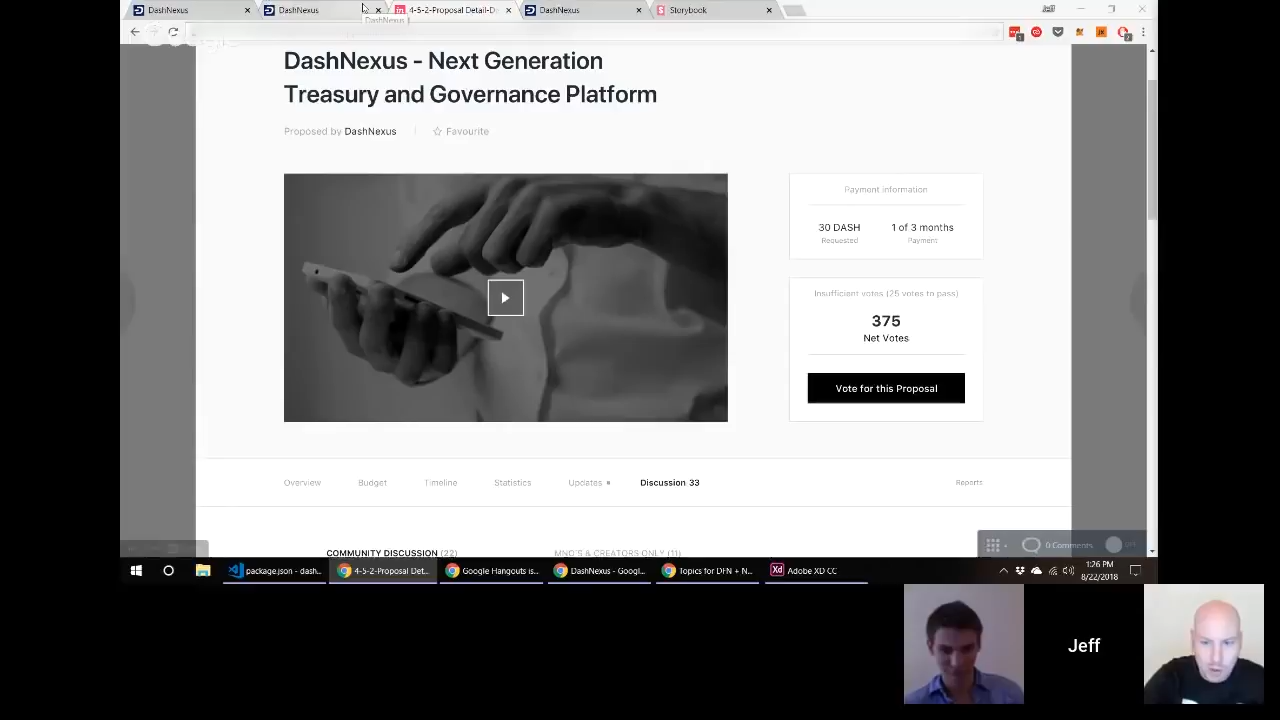 DashNexus
DashNexus
4-5-2-Proposal Detail-D
DashNexus
Storybook
DashNexus
Jeff
DashNexus - Next Generation
Treasury and Governance Platform
Proposed by DashNexus
Favourite
Payment information
30 DASH
1 of 3 months
Requested
Payment
Insufficient votes (25 votes to pass)
375
Net Votes
Vote for this Proposal
Overview
Budget
Timeline
Statistics
Updates
Discussion 33
Reports
COMMUNITY DISCUSSION (22)
MNO'S & CREATORS ONLY (11)
0 Comments
package.json - dash...
4-5-2-Proposal Det...
Google Hangouts is...
DashNexus - Googl...
Topics for DFN + N...
Xd
Adobe XD CC
1:26 PM
8/22/2018
Jeff